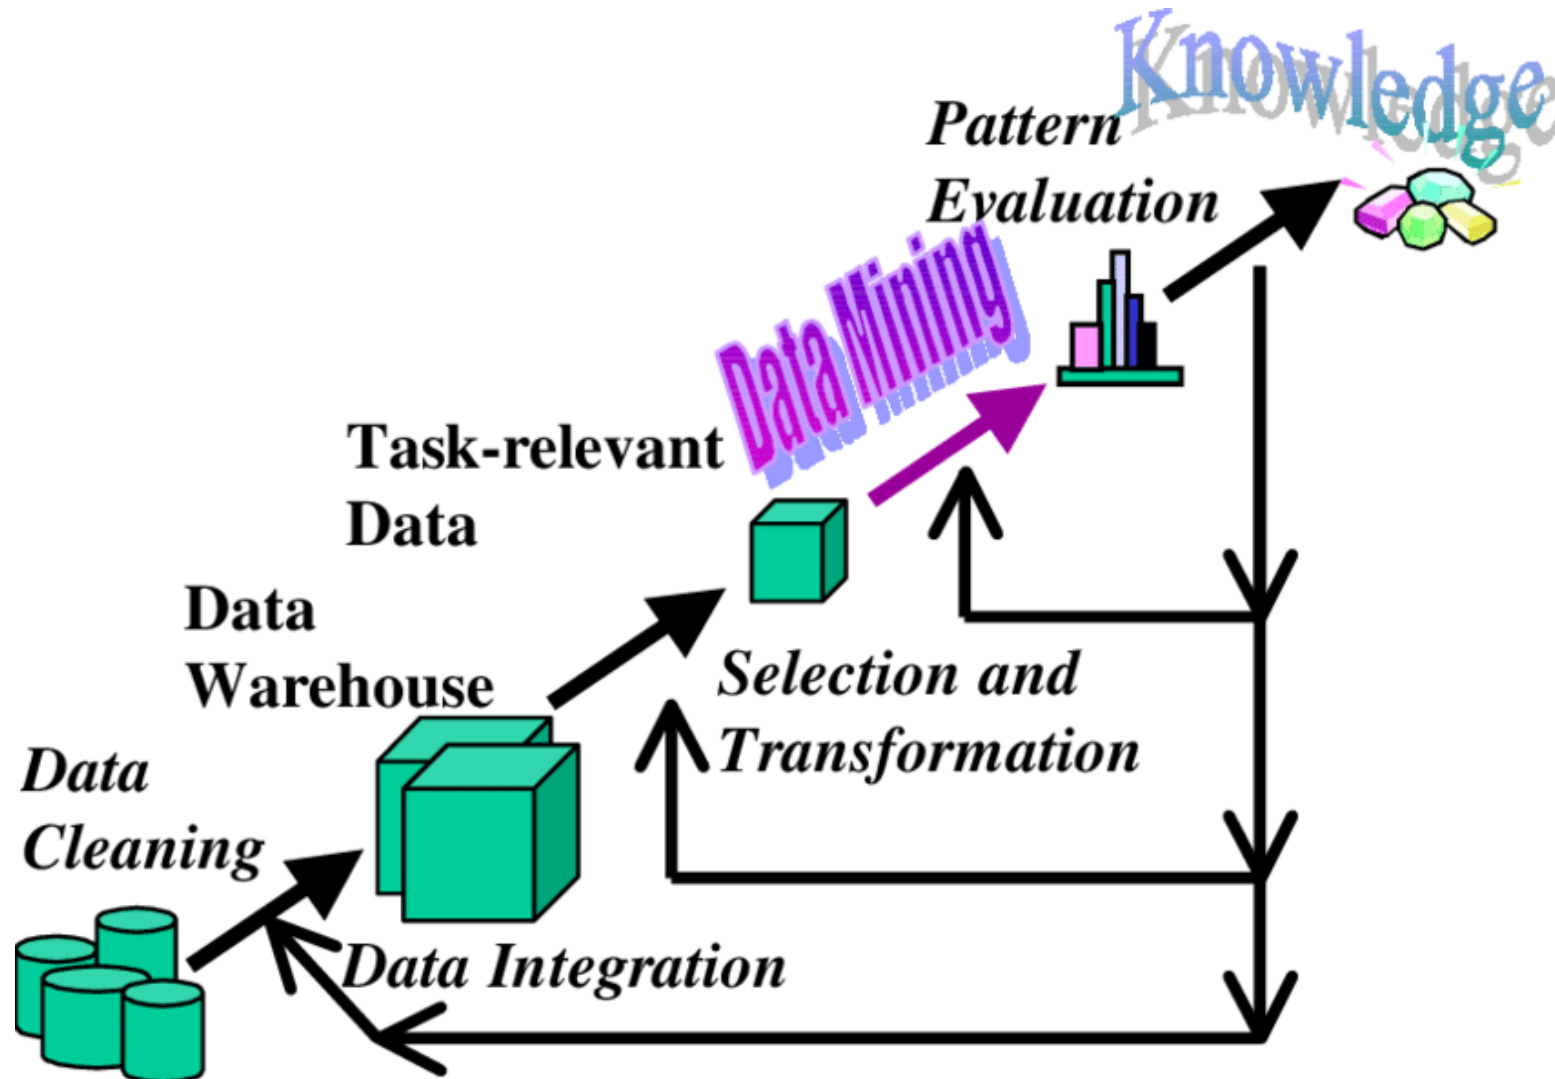 Knowledge
Pattern
Evaluation
Data Mining
Task-relevant
Data
Data
Warehouse
Selection and
Transformation
Data
Cleaning
Data Integration